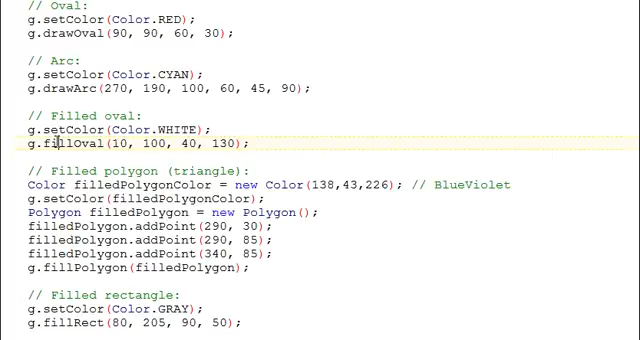 // Oval:
g.setColor(Color.RED);
g.drawOval(90, 90, 60, 30);
// Arc:
g.setColor(Color.CYAN);
g.drawArc(270, 190, 100, 60, 45, 90);
// Filled oval:
g.setColor(Color.WHITE);
g.fillOval(10, 100, 40, 130);
// Filled polygon (triangle):
Color filledPolygonColor = new Color(138,43,226); // BlueViolet
g.setColor(filledPolygonColor);
Polygon filledPolygon = new Polygon();
filledPolygon.addPoint(290, 30);
filledPolygon.addPoint(290, 85);
filledPolygon.addPoint(340, 85);
g.fillPolygon(filledPolygon);
// Filled rectangle:
g.setColor(Color.GRAY);
g.fillRect(80, 205, 90, 50);